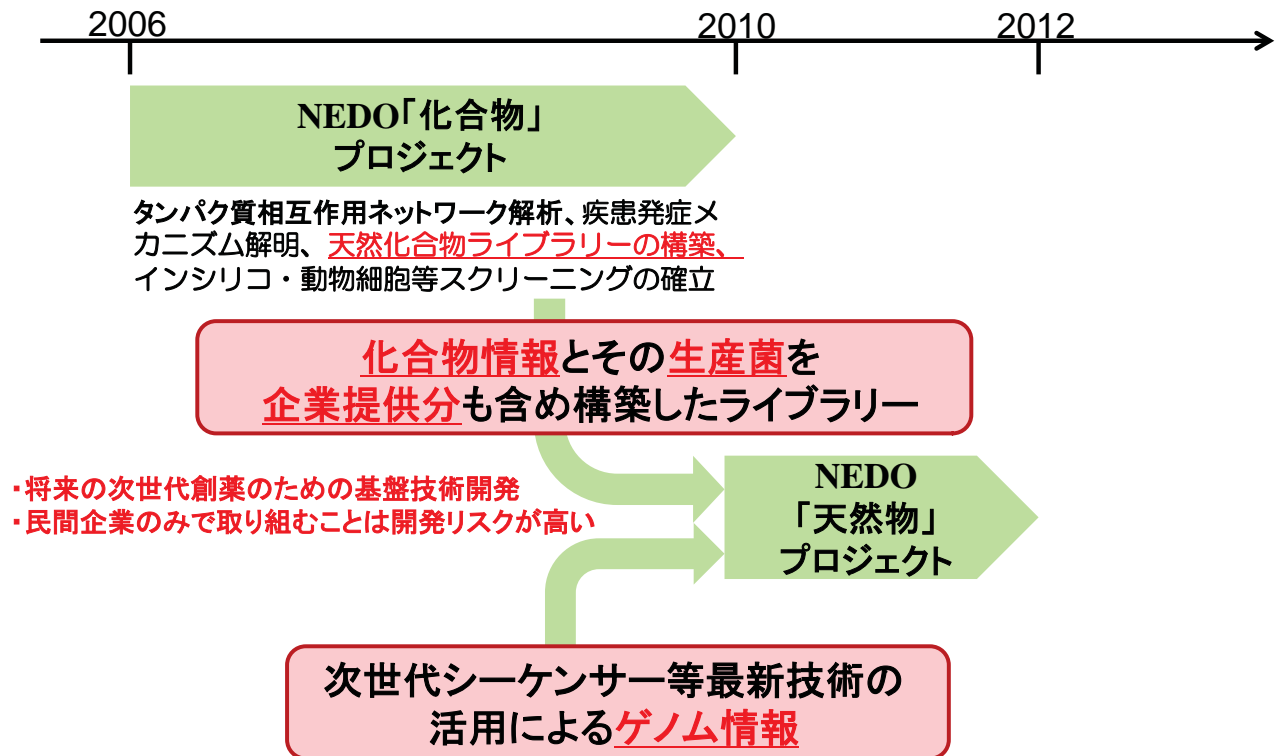 2006
2010
2012
NEDO「化合物」
プロジェクト
タンパク質相互作用ネットワーク解析、疾患発症メ
カニズム解明、天然化合物ライブラリーの構築、
インシリコ・動物細胞等スクリーニングの確立
化合物情報とその生産菌を
企業提供分も含め構築したライブラリー
・将来の次世代創薬のための基盤技術開発
・民間企業のみで取り組むことは開発リスクが高い
NEDO
「天然物」
プロジェクト
次世代シーケンサー等最新技術の
活用によるゲノム情報